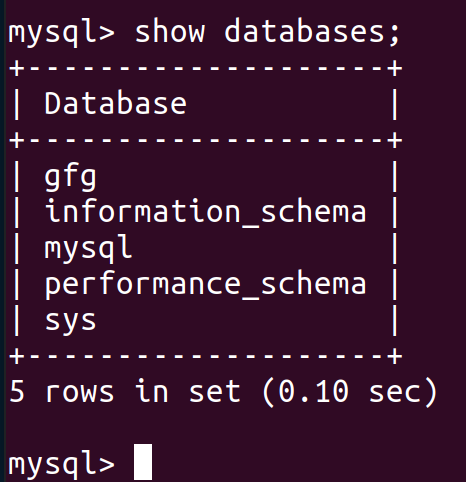 mysql> show databases;
+--------------------+
| Database           |
+--------------------+
| gfg                |
| information_schema |
| mysql              |
| performance_schema |
| sys                |
+--------------------+
5 rows in set (0.10 sec)
mysql>